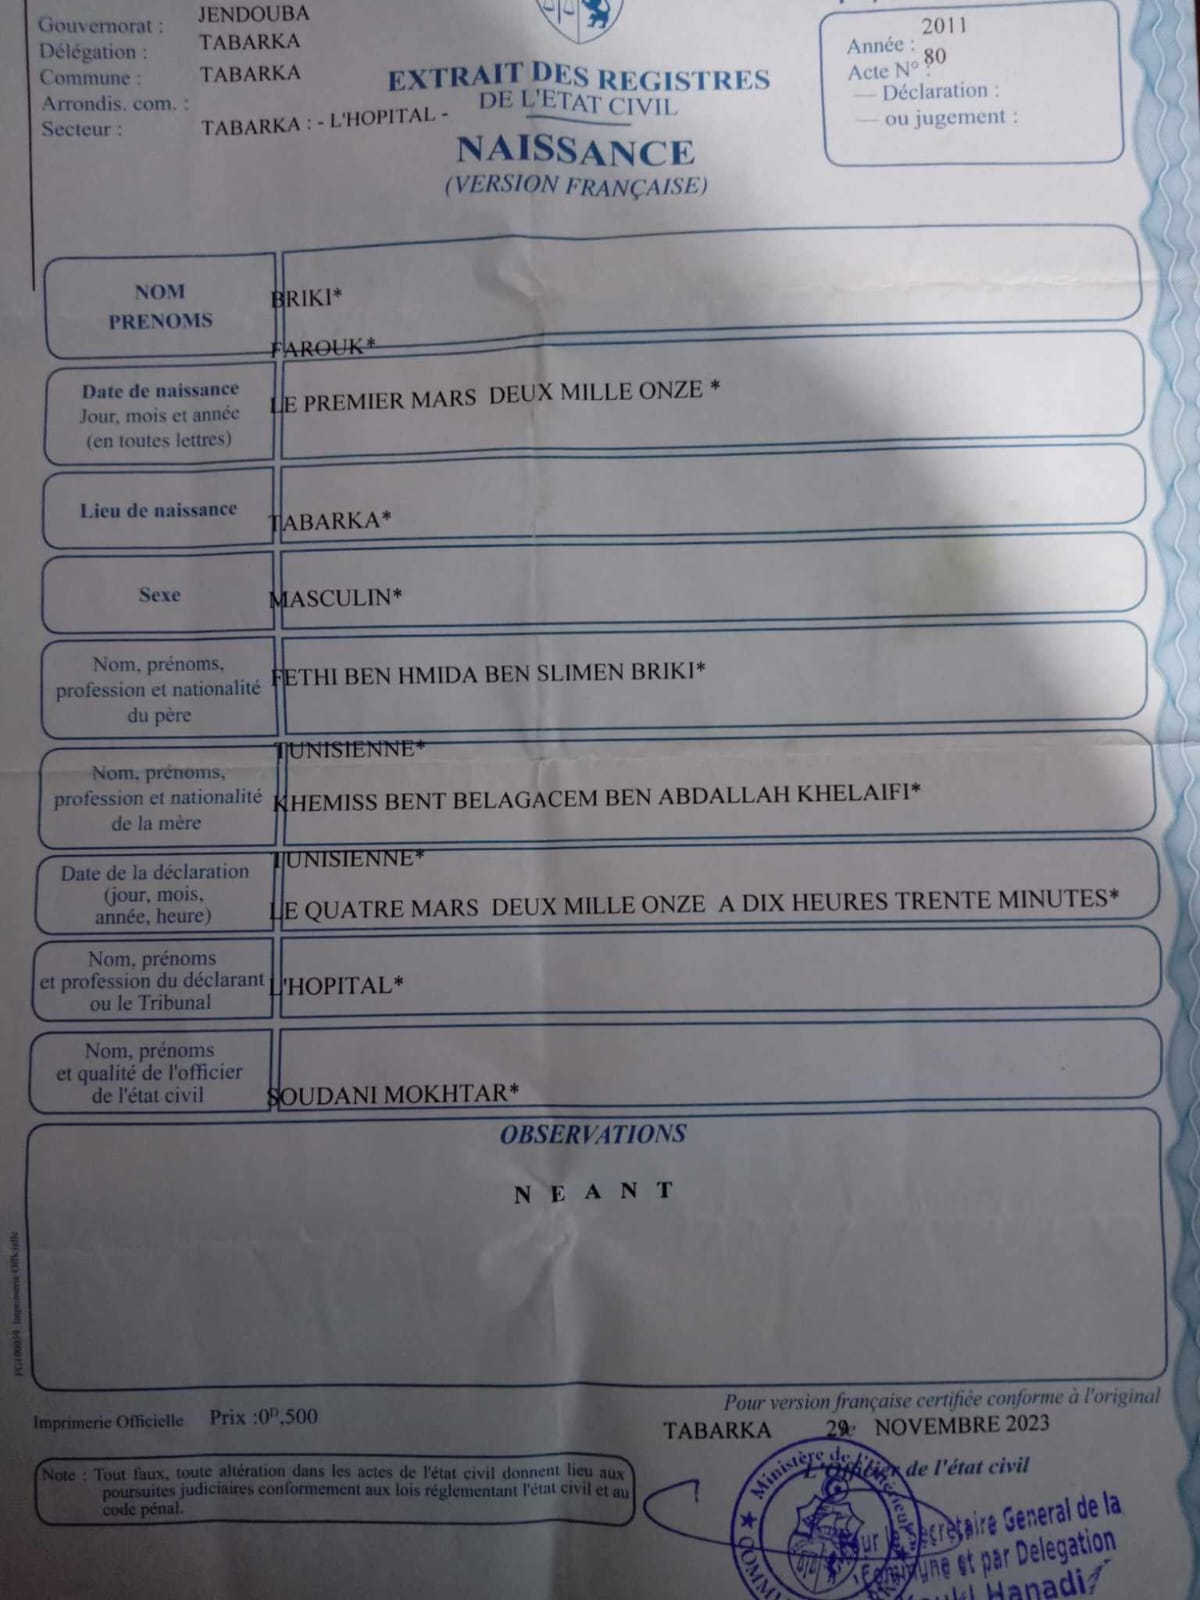 Gouvernorat : JENDOUBA
Délégation : TABARKA
Commune : TABARKA
Arrondis. com. :
Secteur : TABARKA : - L'HOPITAL -
EXTRAIT DES REGISTRES
DE L'ETAT CIVIL
NAISSANCE
(VERSION FRANÇAISE)
Année : 2011
Acte N° : 80
— Déclaration :
— ou jugement :
NOM
PRENOMS
BRIKI*
FAROUK*
Date de naissance
Jour, mois et année
(en toutes lettres)
LE PREMIER MARS DEUX MILLE ONZE *
Lieu de naissance
TABARKA*
Sexe
MASCULIN*
Nom, prénoms,
profession et nationalité
du père
FETHI BEN HMIDA BEN SLIMEN BRIKI*
TUNISIENNE*
Nom, prénoms,
profession et nationalité
de la mère
KHEMISS BENT BELAGACEM BEN ABDALLAH KHELAIFI*
TUNISIENNE*
Date de la déclaration
(jour, mois,
année, heure)
LE QUATRE MARS DEUX MILLE ONZE A DIX HEURES TRENTE MINUTES*
Nom, prénoms
et profession du déclarant
ou le Tribunal
L'HOPITAL*
Nom, prénoms
et qualité de l'officier
de l'état civil
SOUDANI MOKHTAR*
OBSERVATIONS
N E A N T
Imprimerie Officielle
Imprimerie Officielle Prix :0ᴰ,500
Pour version française certifiée conforme à l'original
TABARKA 29 NOVEMBRE 2023
L'Officier de l'état civil
Note : Tout faux, toute altération dans les actes de l'état civil donnent lieu aux
poursuites judiciaires conformement aux lois réglementant l'état civil et au
code pénal.
Ministère de l'Intérieur
Secrétaire General de la
Commune et par Délégation
Hanadi